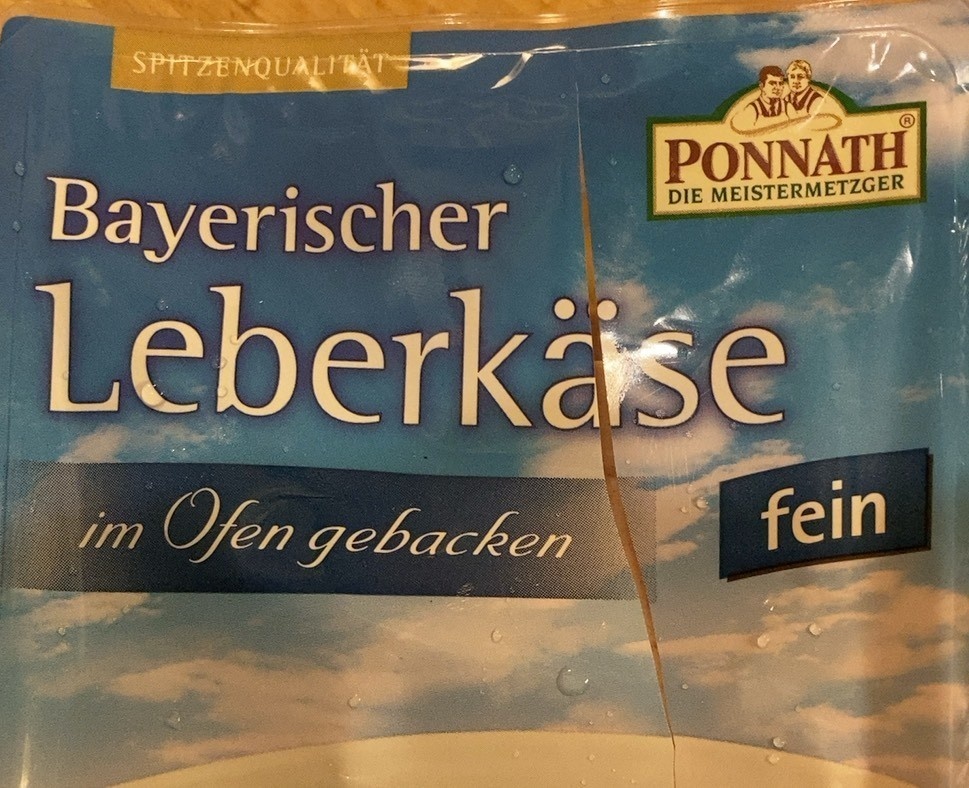 SPITZENQUALITÄT
PONNATH®
DIE MEISTERMETZGER
Bayerischer
Leberkäse
im Ofen gebacken
fein